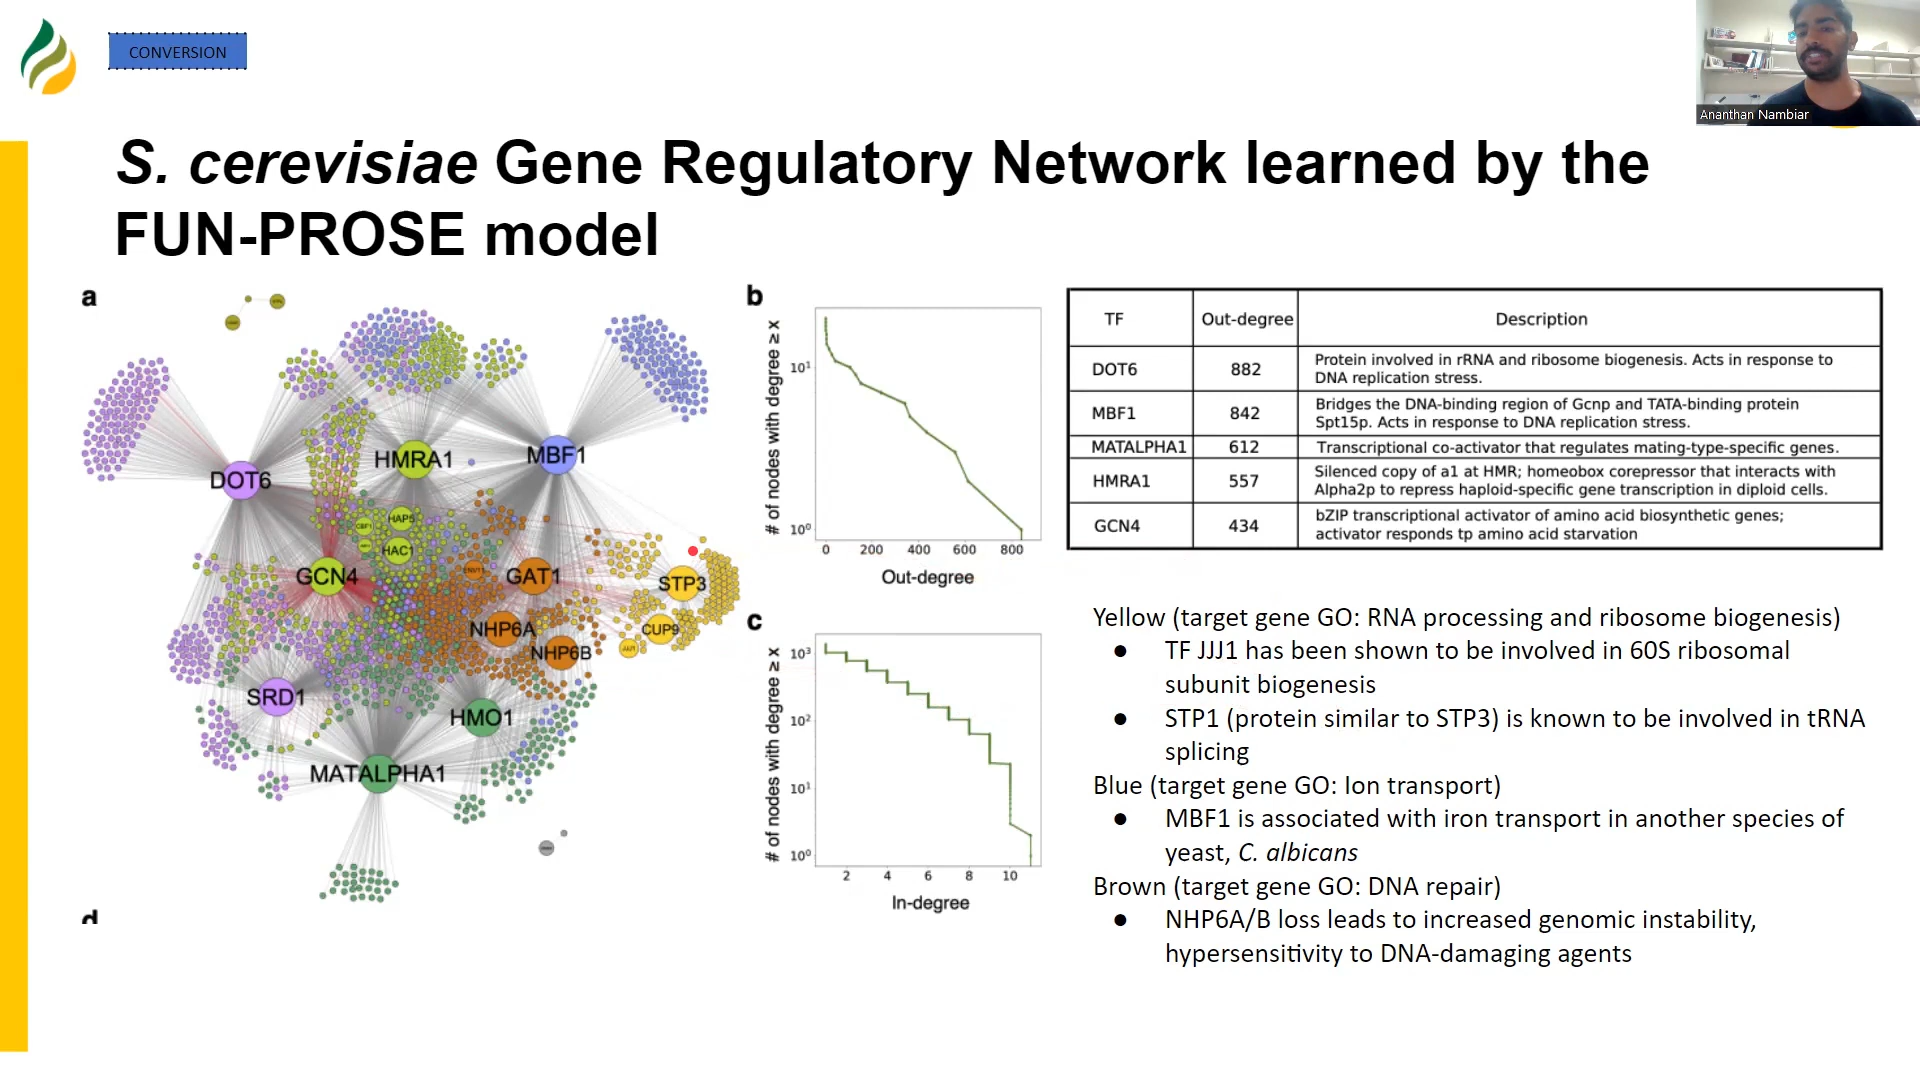 CONVERSION
Ananthan Nambiar
S. cerevisiae Gene Regulatory Network learned by the
FUN-PROSE model
a
DOT6
HMRA1
MBF1
CBF1
HAP5
HAC1
GCN4
GAT1
STP3
NHP6A
CUP9
NHP6B
JJJ1
SRD1
HMO1
MATALPHA1
b
# of nodes with degree ≥ x
10¹
10⁰
0 200 400 600 800
Out-degree
c
# of nodes with degree ≥ x
10³
10²
10¹
10⁰
2 4 6 8 10
In-degree
d
TF Out-degree Description
DOT6 882 Protein involved in rRNA and ribosome biogenesis. Acts in response to
DNA replication stress.
MBF1 842 Bridges the DNA-binding region of Gcnp and TATA-binding protein
Spt15p. Acts in response to DNA replication stress.
MATALPHA1 612 Transcriptional co-activator that regulates mating-type-specific genes.
HMRA1 557 Silenced copy of a1 at HMR; homeobox corepressor that interacts with
Alpha2p to repress haploid-specific gene transcription in diploid cells.
GCN4 434 bZIP transcriptional activator of amino acid biosynthetic genes;
activator responds tp amino acid starvation
Yellow (target gene GO: RNA processing and ribosome biogenesis)
● TF JJJ1 has been shown to be involved in 60S ribosomal
subunit biogenesis
● STP1 (protein similar to STP3) is known to be involved in tRNA
splicing
Blue (target gene GO: Ion transport)
● MBF1 is associated with iron transport in another species of
yeast, C. albicans
Brown (target gene GO: DNA repair)
● NHP6A/B loss leads to increased genomic instability,
hypersensitivity to DNA-damaging agents